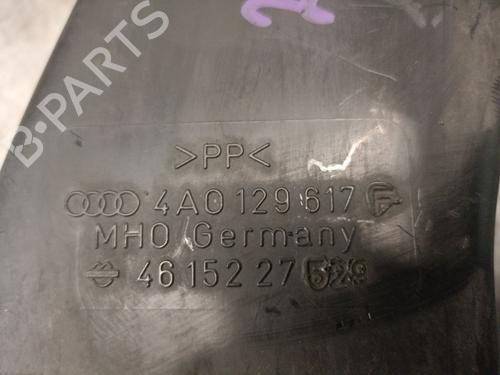 >PP<
4A0 129 617 F
MHO/Germany
46 152 27
B-PARTS